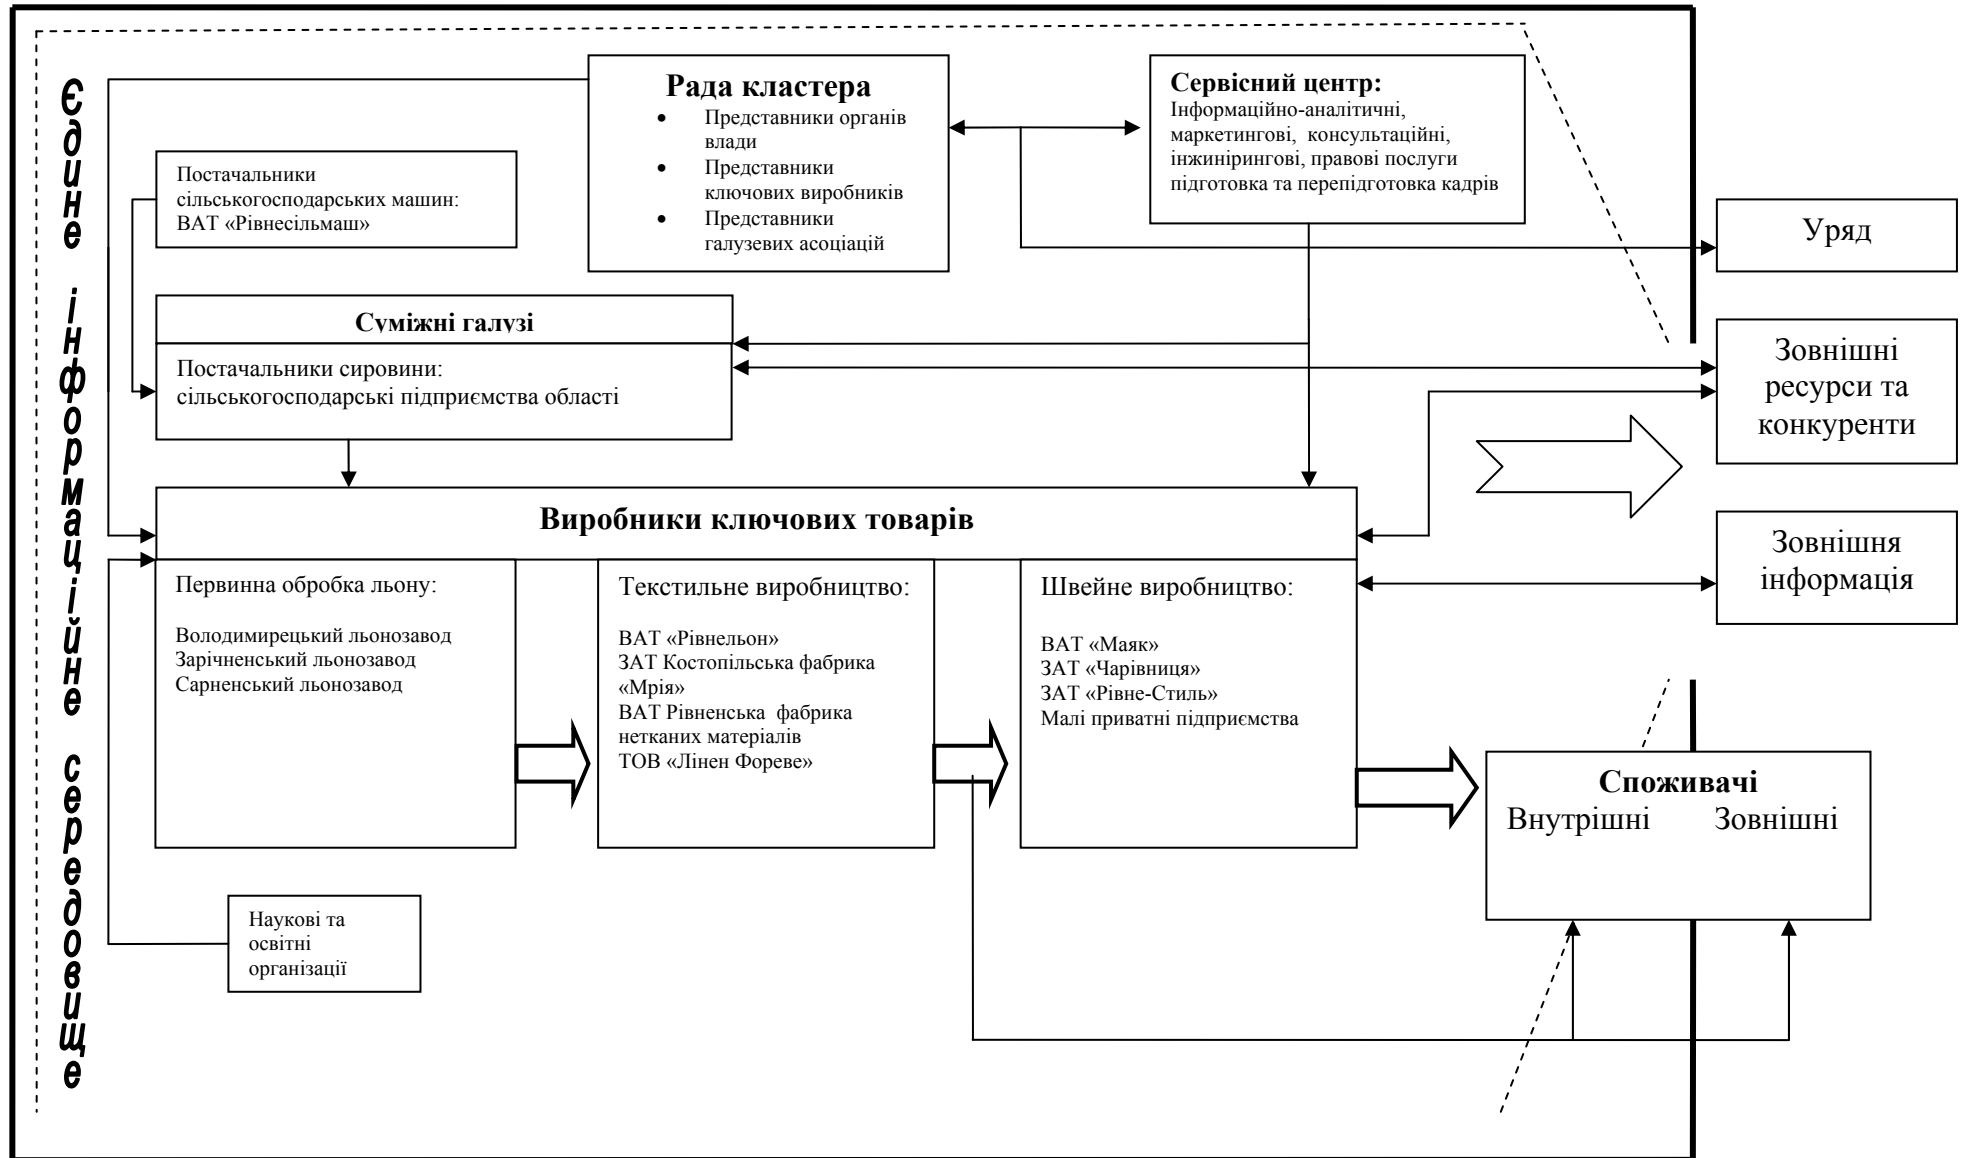 Єдине інформаційне середовище
Рада кластера
• Представники органів
влади
• Представники
ключових виробників
• Представники
галузевих асоціацій
Сервісний центр:
Інформаційно-аналітичні,
маркетингові, консультаційні,
інжинірингові, правові послуги
підготовка та перепідготовка кадрів
Постачальники
сільськогосподарських машин:
ВАТ «Рівнесільмаш»
Уряд
Суміжні галузі
Постачальники сировини:
сільськогосподарські підприємства області
Зовнішні
ресурси та
конкуренти
Виробники ключових товарів
Зовнішня
інформація
Первинна обробка льону:
Володимирецький льонозавод
Зарічненський льонозавод
Сарненський льонозавод
Текстильне виробництво:
ВАТ «Рівнельон»
ЗАТ Костопільська фабрика
«Мрія»
ВАТ Рівненська фабрика
нетканих матеріалів
ТОВ «Лінен Фореве»
Швейне виробництво:
ВАТ «Маяк»
ЗАТ «Чарівниця»
ЗАТ «Рівне-Стиль»
Малі приватні підприємства
Споживачі
Внутрішні Зовнішні
Наукові та
освітні
організації